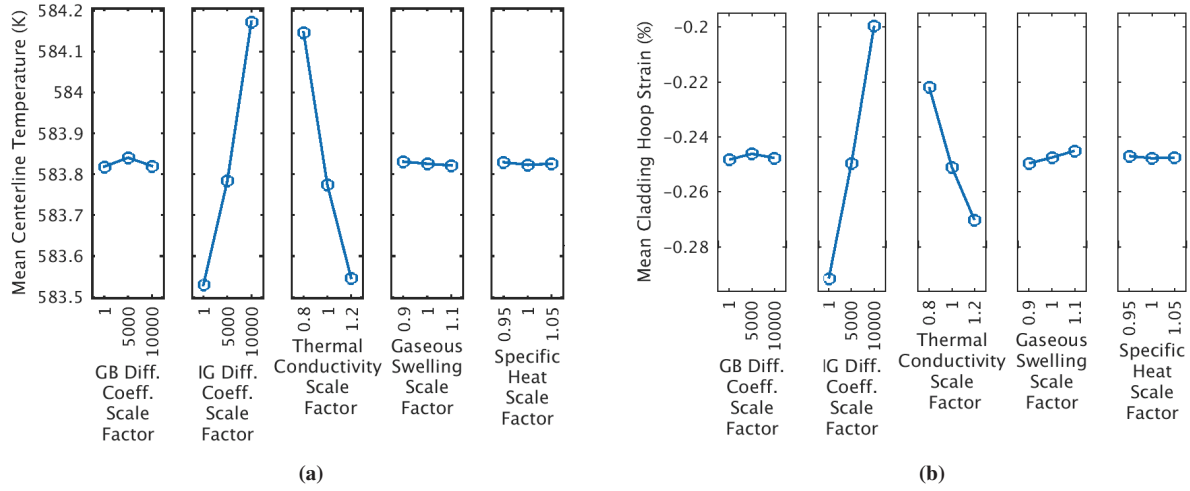 Mean Centerline Temperature (K)
584.2
584.1
584
583.9
583.8
583.7
583.6
583.5
1
5000
10000
GB Diff.
Coeff.
Scale
Factor
1
5000
10000
IG Diff.
Coeff.
Scale
Factor
0.8
1
1.2
Thermal
Conductivity
Scale
Factor
0.9
1
1.1
Gaseous
Swelling
Scale
Factor
0.95
1
1.05
Specific
Heat
Scale
Factor
(a)
Mean Cladding Hoop Strain (%)
−0.2
−0.22
−0.24
−0.26
−0.28
1
5000
10000
GB Diff.
Coeff.
Scale
Factor
1
5000
10000
IG Diff.
Coeff.
Scale
Factor
0.8
1
1.2
Thermal
Conductivity
Scale
Factor
0.9
1
1.1
Gaseous
Swelling
Scale
Factor
0.95
1
1.05
Specific
Heat
Scale
Factor
(b)